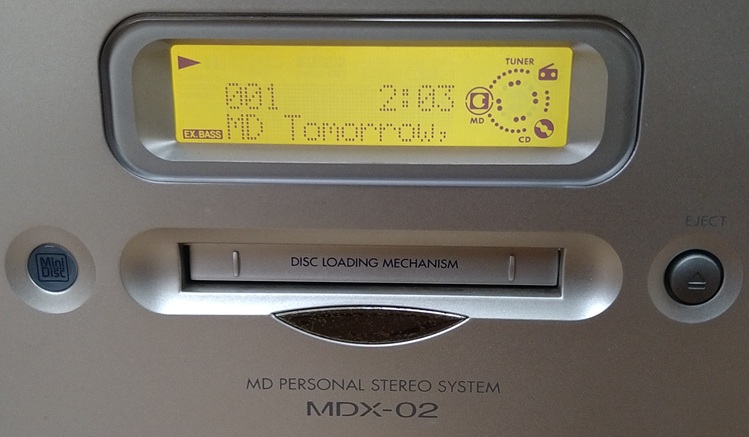 TUNER
001 2:03
MD
EX.BASS MD Tomorrow,
CD
EJECT
Mini Disc
DISC LOADING MECHANISM
MD PERSONAL STEREO SYSTEM
MDX-02